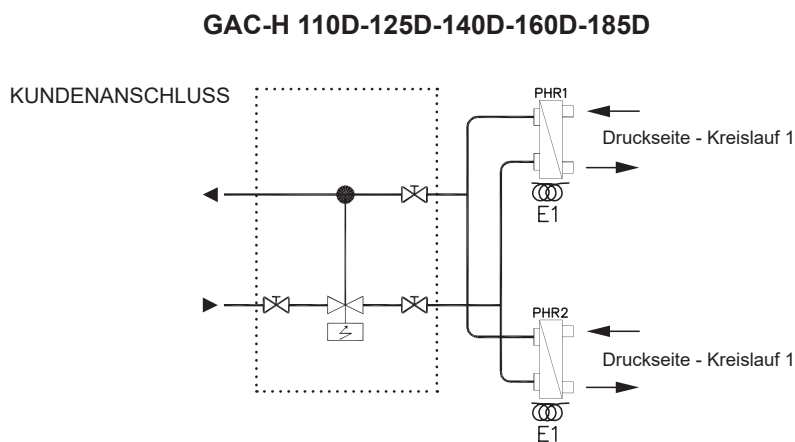 GAC-H 110D-125D-140D-160D-185D
KUNDENANSCHLUSS
PHR1
Druckseite - Kreislauf 1
E1
PHR2
Druckseite - Kreislauf 1
E1